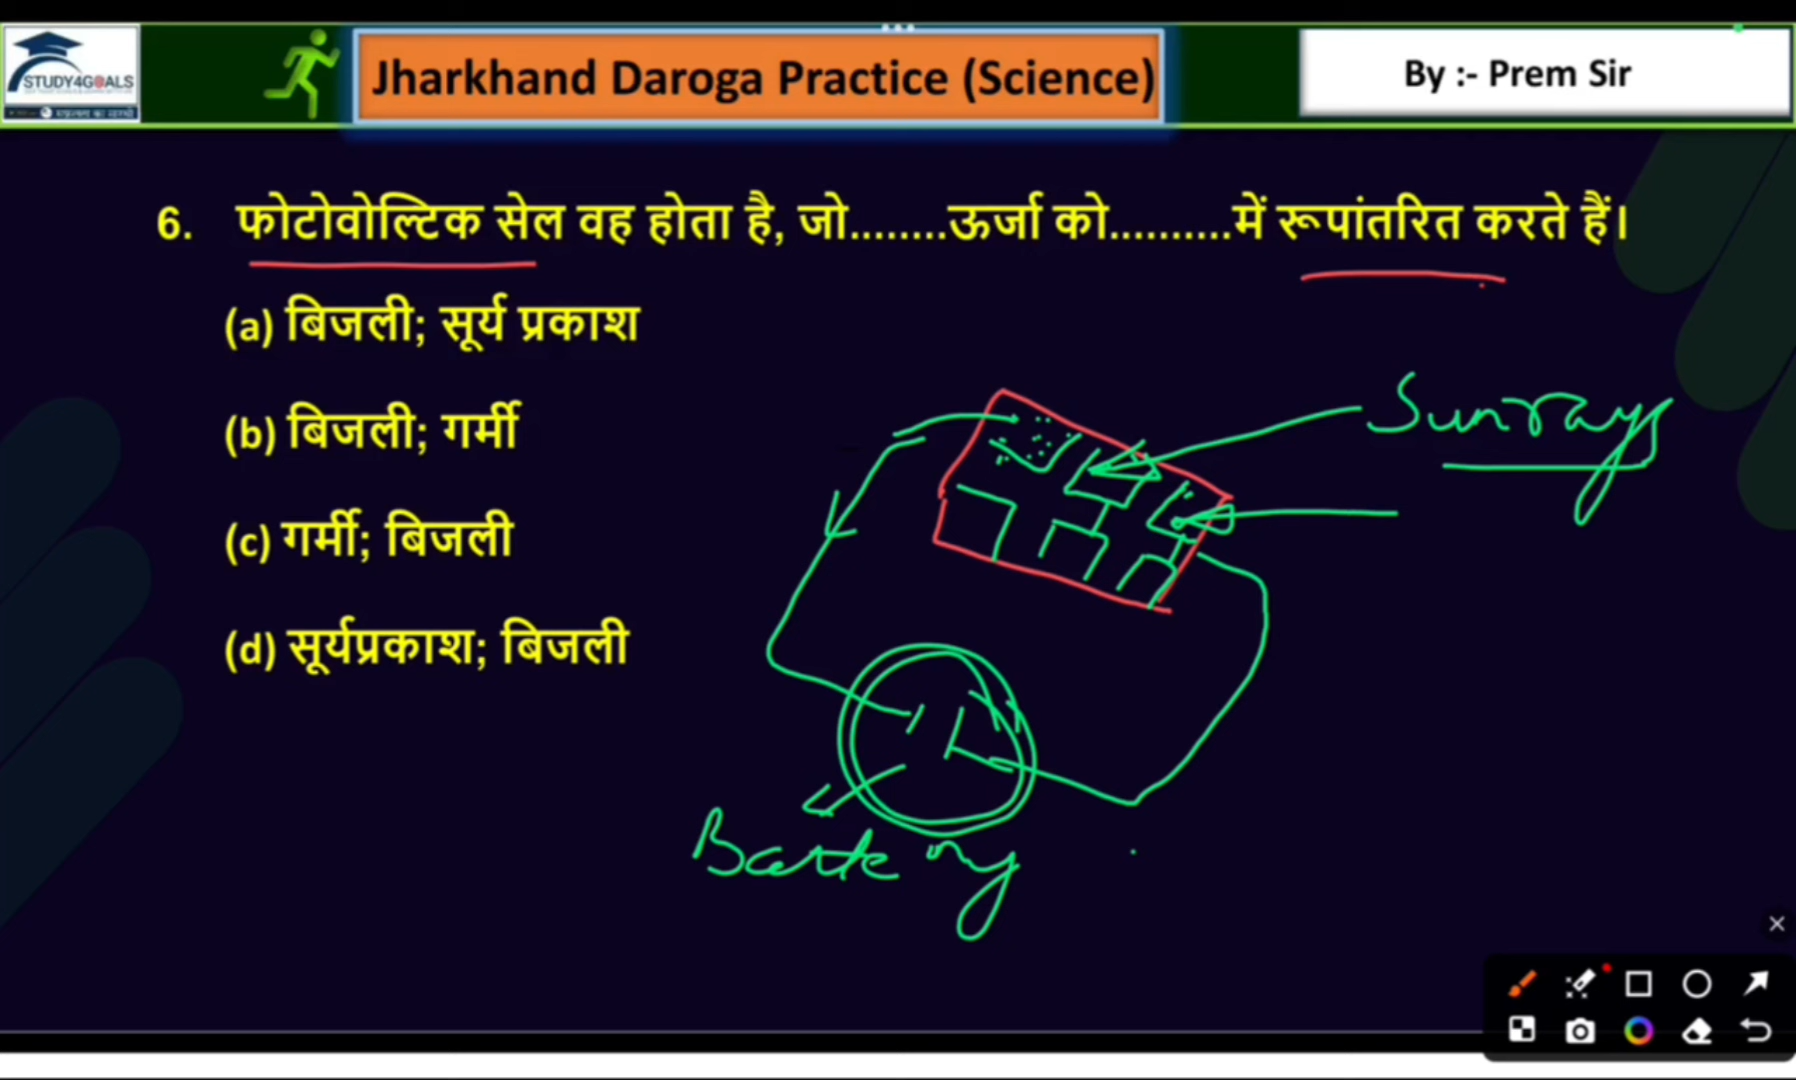 STUDY4GOALS
Jharkhand Daroga Practice (Science)
By :- Prem Sir
6. फोटोवोल्टिक सेल वह होता है, जो........ऊर्जा को..........में रूपांतरित करते हैं।
(a) बिजली; सूर्य प्रकाश
(b) बिजली; गर्मी
(c) गर्मी; बिजली
(d) सूर्यप्रकाश; बिजली
Sunrays
Battery